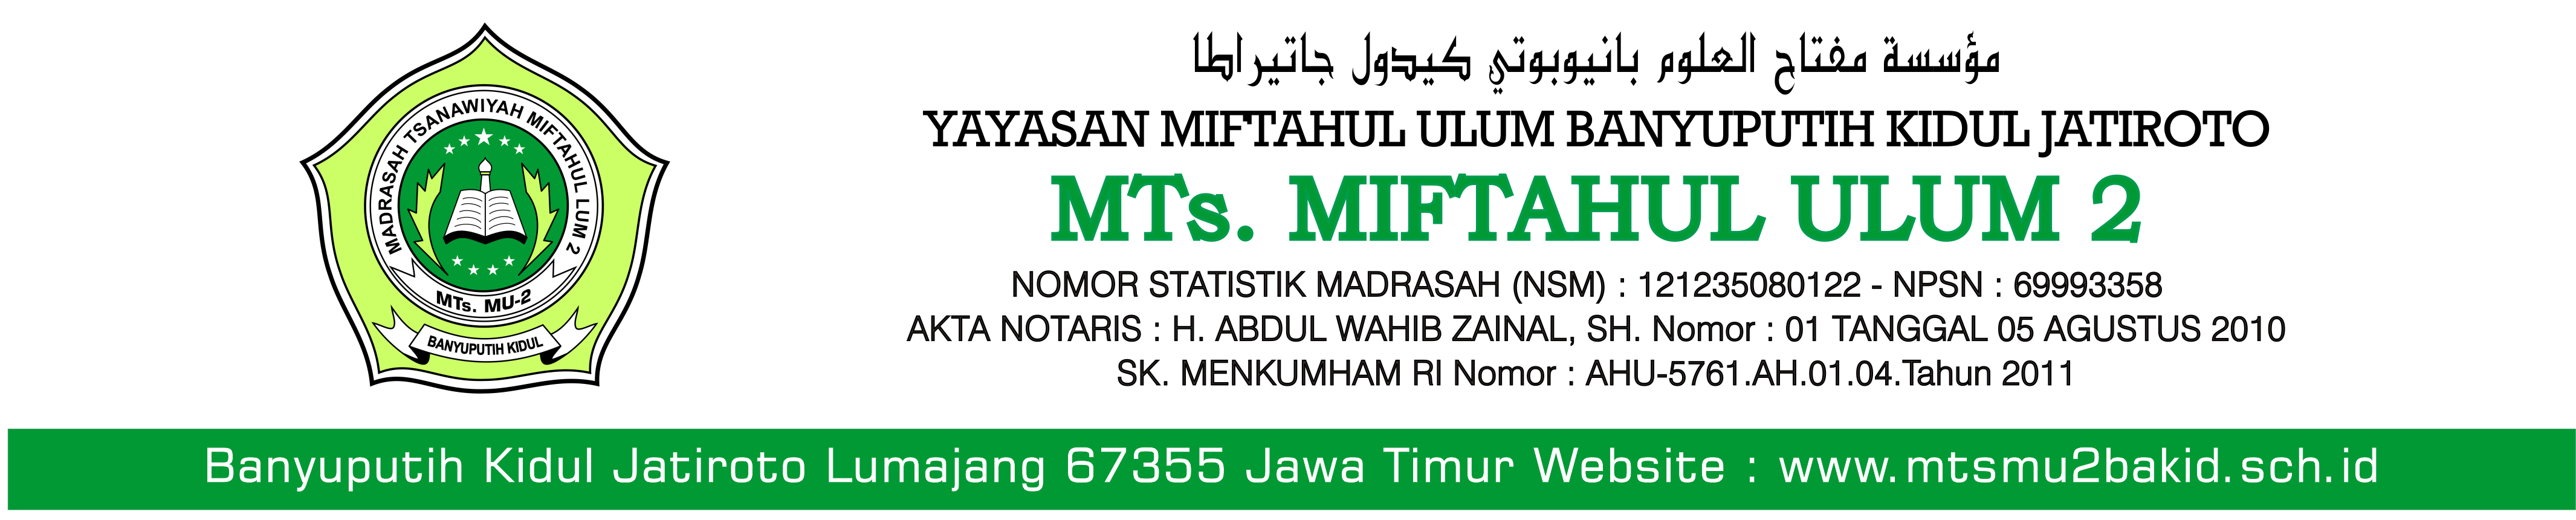 مؤسسة مفتاح العلوم بانيوبوتي كيدول جاتيراطا
YAYASAN MIFTAHUL ULUM BANYUPUTIH KIDUL JATIROTO
MTs. MIFTAHUL ULUM 2
NOMOR STATISTIK MADRASAH (NSM) : 121235080122 - NPSN : 69993358
AKTA NOTARIS : H. ABDUL WAHIB ZAINAL, SH. Nomor : 01 TANGGAL 05 AGUSTUS 2010
SK. MENKUMHAM RI Nomor : AHU-5761.AH.01.04.Tahun 2011
MADRASAH TSANAWIYAH MIFTAHUL LUM 2
MTs. MU-2
BANYUPUTIH KIDUL
Banyuputih Kidul Jatiroto Lumajang 67355 Jawa Timur Website : www.mtsmu2bakid.sch.id